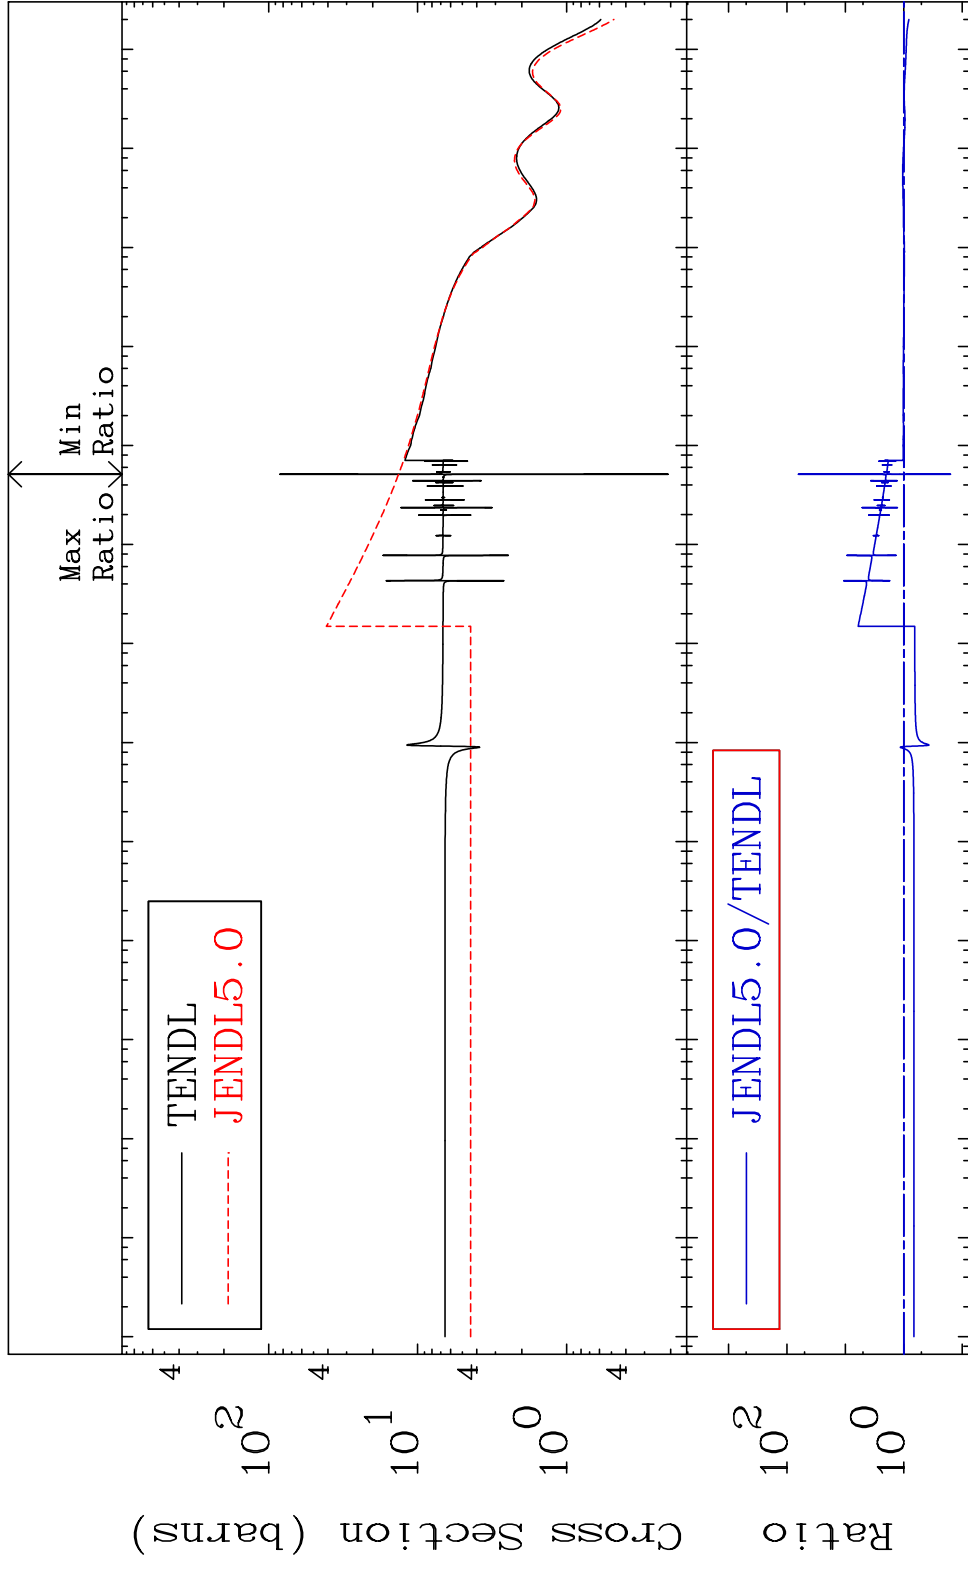 Max
Ratio
Min
Ratio
TENDL
JENDL5.0
4
10 2
4
10 1
4
10 0
4
Cross Section (barns)
JENDL5.0/TENDL
10 2
10 0
Ratio